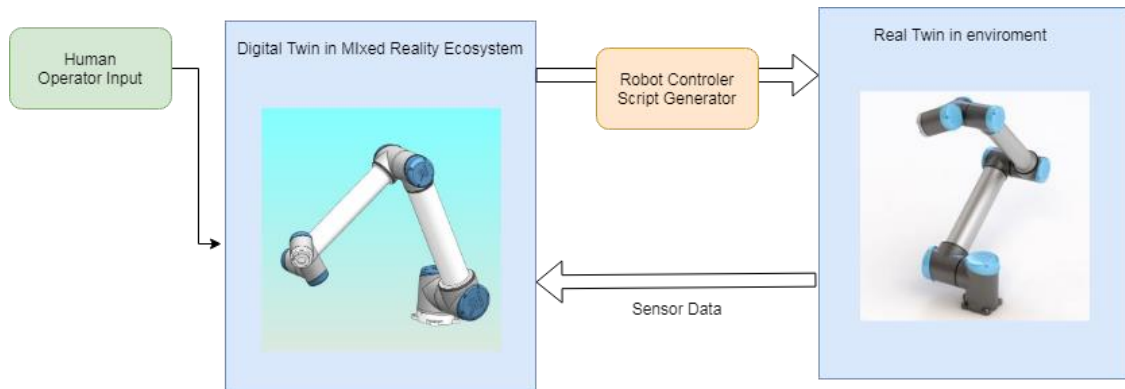 Human
Operator Input
Digital Twin in MIxed Reality Ecosystem
Robot Controler
Script Generator
Real Twin in enviroment
Sensor Data